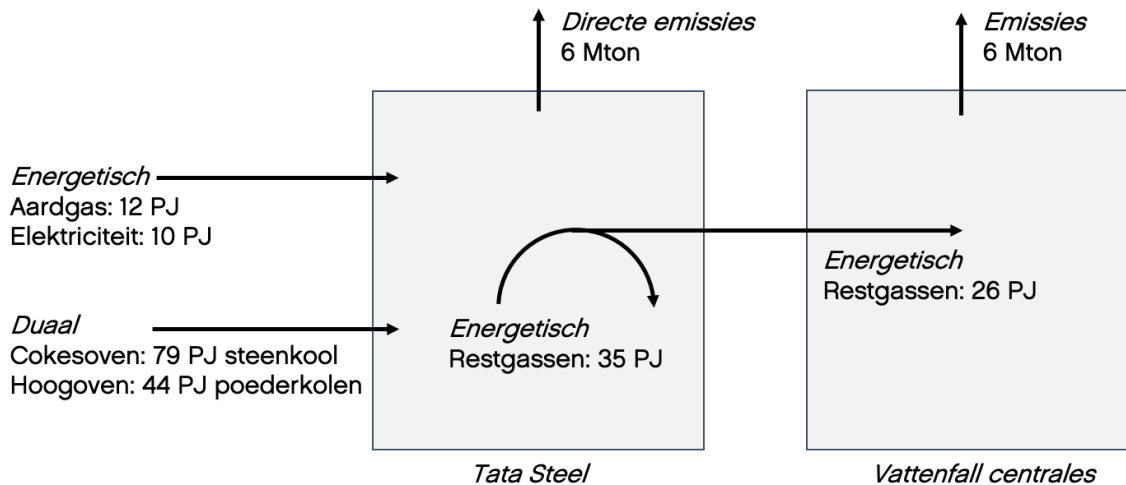 Directe emissies
6 Mton
Emissies
6 Mton
Energetisch
Aardgas: 12 PJ
Elektriciteit: 10 PJ
Energetisch
Restgassen: 26 PJ
Duaal
Cokesoven: 79 PJ steenkool
Hoogoven: 44 PJ poederkolen
Energetisch
Restgassen: 35 PJ
Tata Steel
Vattenfall centrales